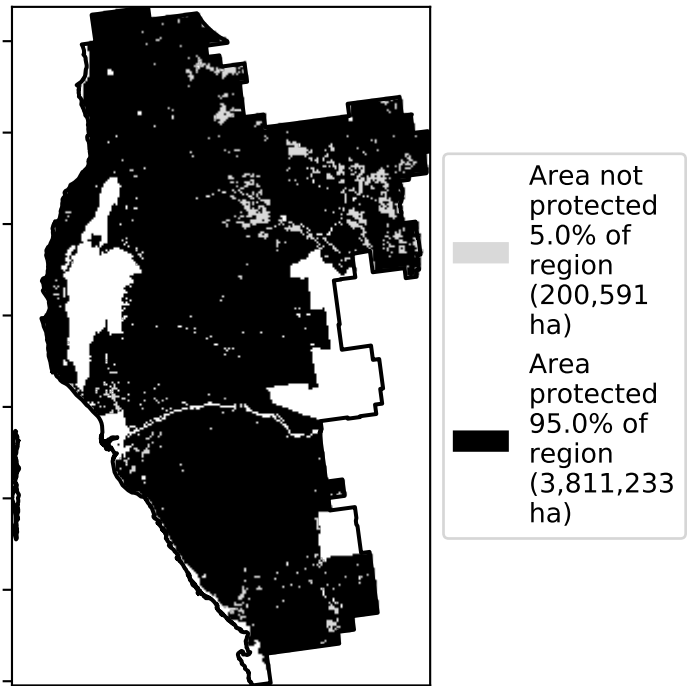 Area not
protected
5.0% of
region
(200,591
ha)
Area
protected
95.0% of
region
(3,811,233
ha)